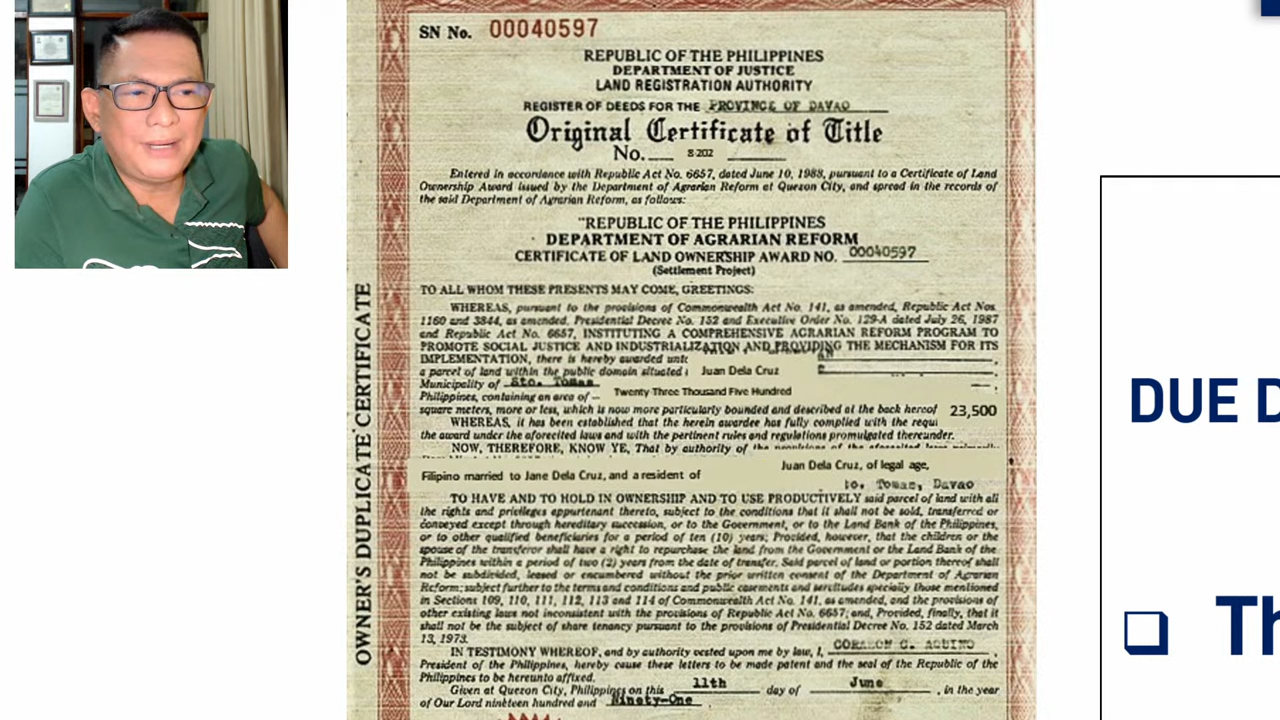 SN No. 00040597
REPUBLIC OF THE PHILIPPINES
DEPARTMENT OF JUSTICE
LAND REGISTRATION AUTHORITY
REGISTER OF DEEDS FOR THE PROVINCE OF DAVAO
Original Certificate of Title
No. 8-202
Entered in accordance with Republic Act No. 6657, dated June 10, 1988, pursuant to a Certificate of Land
Ownership Award issued by the Department of Agrarian Reform at Quezon City, and spread in the records of
the said Department of Agrarian Reform, as follows:
"REPUBLIC OF THE PHILIPPINES
DEPARTMENT OF AGRARIAN REFORM
CERTIFICATE OF LAND OWNERSHIP AWARD NO. 00040597
(Settlement Project)
TO ALL WHOM THESE PRESENTS MAY COME, GREETINGS:
WHEREAS, pursuant to the provisions of Commonwealth Act No. 141, as amended, Republic Act Nos.
1160 and 3844, as amended, Presidential Decree No. 152 and Executive Order No. 129-A dated July 26, 1987
and Republic Act No. 6657, INSTITUTING A COMPREHENSIVE AGRARIAN REFORM PROGRAM TO
PROMOTE SOCIAL JUSTICE AND INDUSTRIALIZATION AND PROVIDING THE MECHANISM FOR ITS
IMPLEMENTATION, there is hereby awarded unto
a parcel of land within the public domain situated Juan Dela Cruz
Municipality of Sto. Tomas
Philippines, containing an area of Twenty Three Thousand Five Hundred
square meters, more or less, which is now more particularly bounded and described at the back hereof 23,500
WHEREAS, it has been established that the herein awardee has fully complied with the requi
the award under the aforecited laws and with the pertinent rules and regulations promulgated thereunder.
NOW, THEREFORE, KNOW YE, That by authority of the provisions of the aforecited laws
Juan Dela Cruz, of legal age,
Filipino married to Jane Dela Cruz, and a resident of
to. Tomas, Davao
TO HAVE AND TO HOLD IN OWNERSHIP AND TO USE PRODUCTIVELY said parcel of land with all
the rights and privileges appurtenant thereto, subject to the conditions that it shall not be sold, transferred or
conveyed except through hereditary succession, or to the Government, or to the Land Bank of the Philippines,
or to other qualified beneficiaries for a period of ten (10) years; Provided, however, that the children or the
spouse of the transferor shall have a right to repurchase the land from the Government or the Land Bank of the
Philippines within a period of two (2) years from the date of transfer. Said parcel of land or portion thereof shall
not be subdivided, leased or encumbered without the prior written consent of the Department of Agrarian
Reform; subject further to the terms and conditions and public easements and servitudes specially those mentioned
in Sections 109, 110, 111, 112, 113 and 114 of Commonwealth Act No. 141, as amended, and the provisions of
other existing laws not inconsistent with the provisions of Republic Act No. 6657; and, Provided, finally, that it
shall not be the subject of share tenancy pursuant to the provisions of Presidential Decree No. 152 dated March
13, 1973.
IN TESTIMONY WHEREOF, and by authority vested upon me by law, I, CORAZON C. AQUINO,
President of the Philippines, hereby cause these letters to be made patent and the seal of the Republic of the
Philippines to be hereunto affixed.
Given at Quezon City, Philippines on this 11th day of June, in the year
of Our Lord nineteen hundred and Ninety-One.
OWNER'S DUPLICATE CERTIFICATE
DUE D
Th